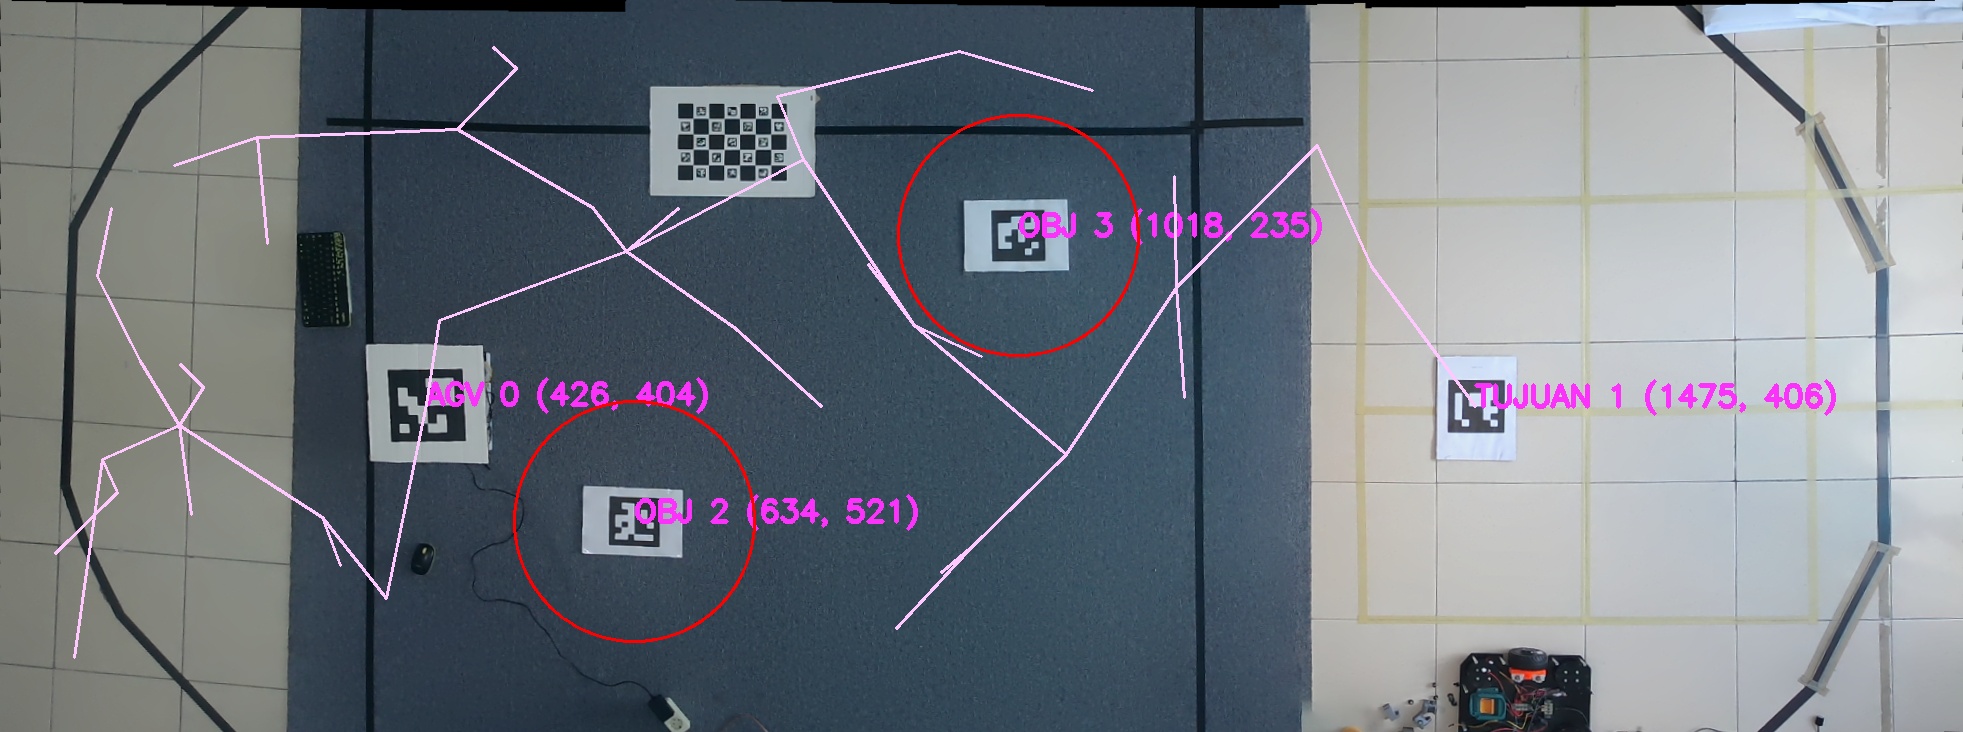 OBJ 3 (1018, 235)
AGV 0 (426, 404)
TUJUAN 1 (1475, 406)
OBJ 2 (634, 521)